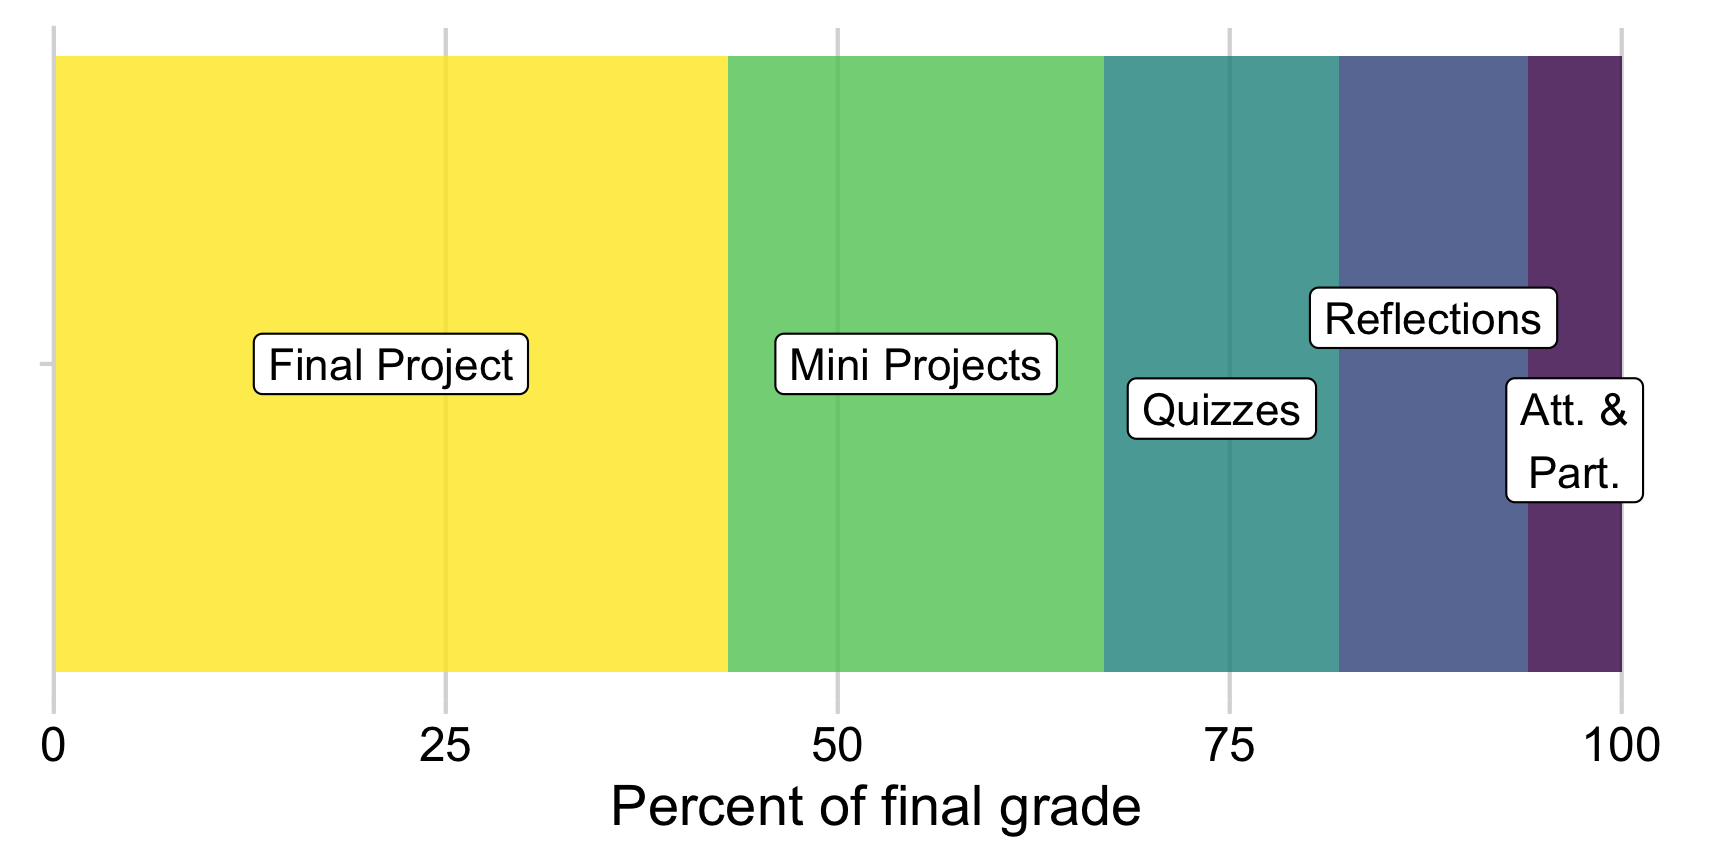 Reflections
Final Project
Mini Projects
Quizzes
Att. &
Part.
0
25
50
75
100
Percent of final grade